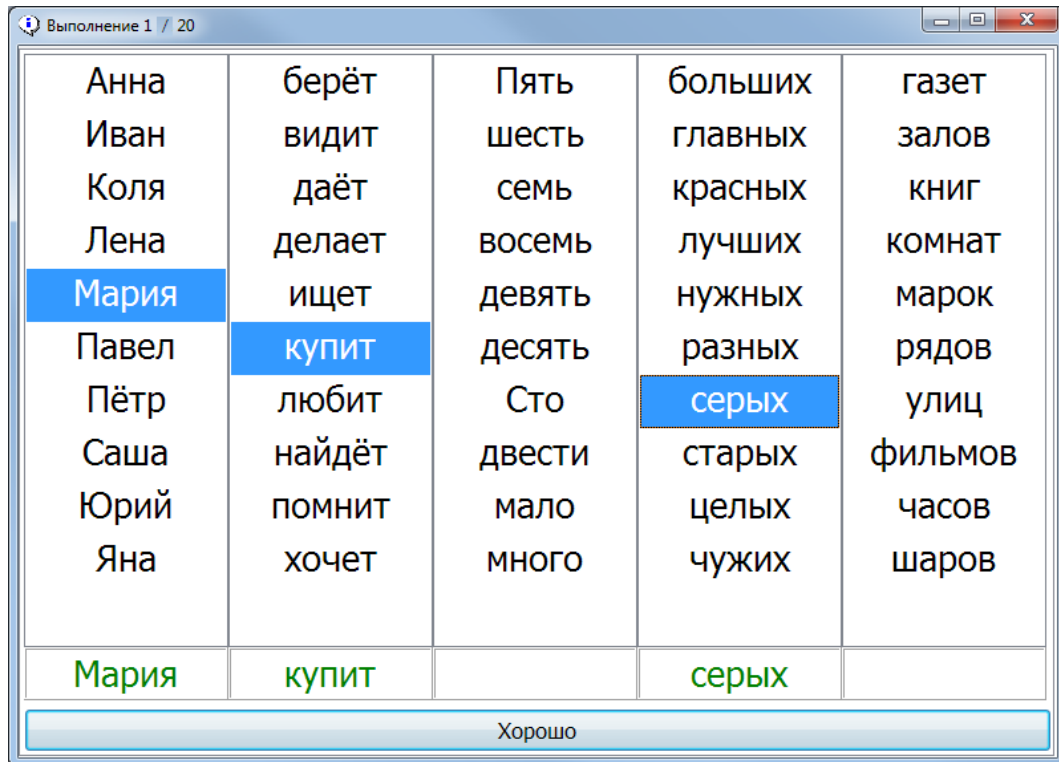 Выполнение 1 / 20
Анна берёт Пять больших газет
Иван видит шесть главных залов
Коля даёт семь красных книг
Лена делает восемь лучших комнат
Мария ищет девять нужных марок
Павел купит десять разных рядов
Пётр любит Сто серых улиц
Саша найдёт двести старых фильмов
Юрий помнит мало целых часов
Яна хочет много чужих шаров
Мария купит серых
Хорошо